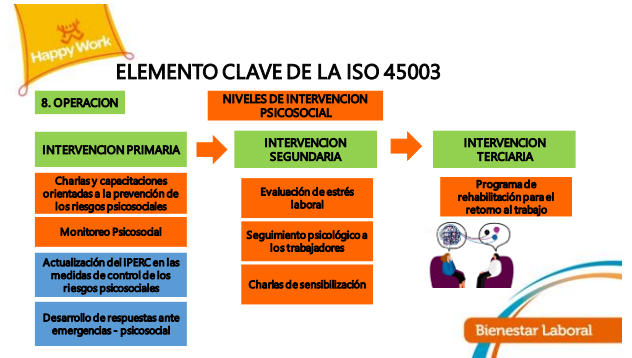 Happy Work
ELEMENTO CLAVE DE LA ISO 45003
8. OPERACION
NIVELES DE INTERVENCION
PSICOSOCIAL
INTERVENCION PRIMARIA
Charlas y capacitaciones
orientadas a la prevención de
los riesgos psicosociales
Monitoreo Psicosocial
Actualización del IPERC en las
medidas de control de los
riesgos psicosociales
Desarrollo de respuestas ante
emergencias - psicosocial
INTERVENCION
SEGUNDARIA
Evaluación de estrés
laboral
Seguimiento psicológico a
los trabajadores
Charlas de sensibilización
INTERVENCION
TERCIARIA
Programa de
rehabilitación para el
retorno al trabajo
Bienestar Laboral